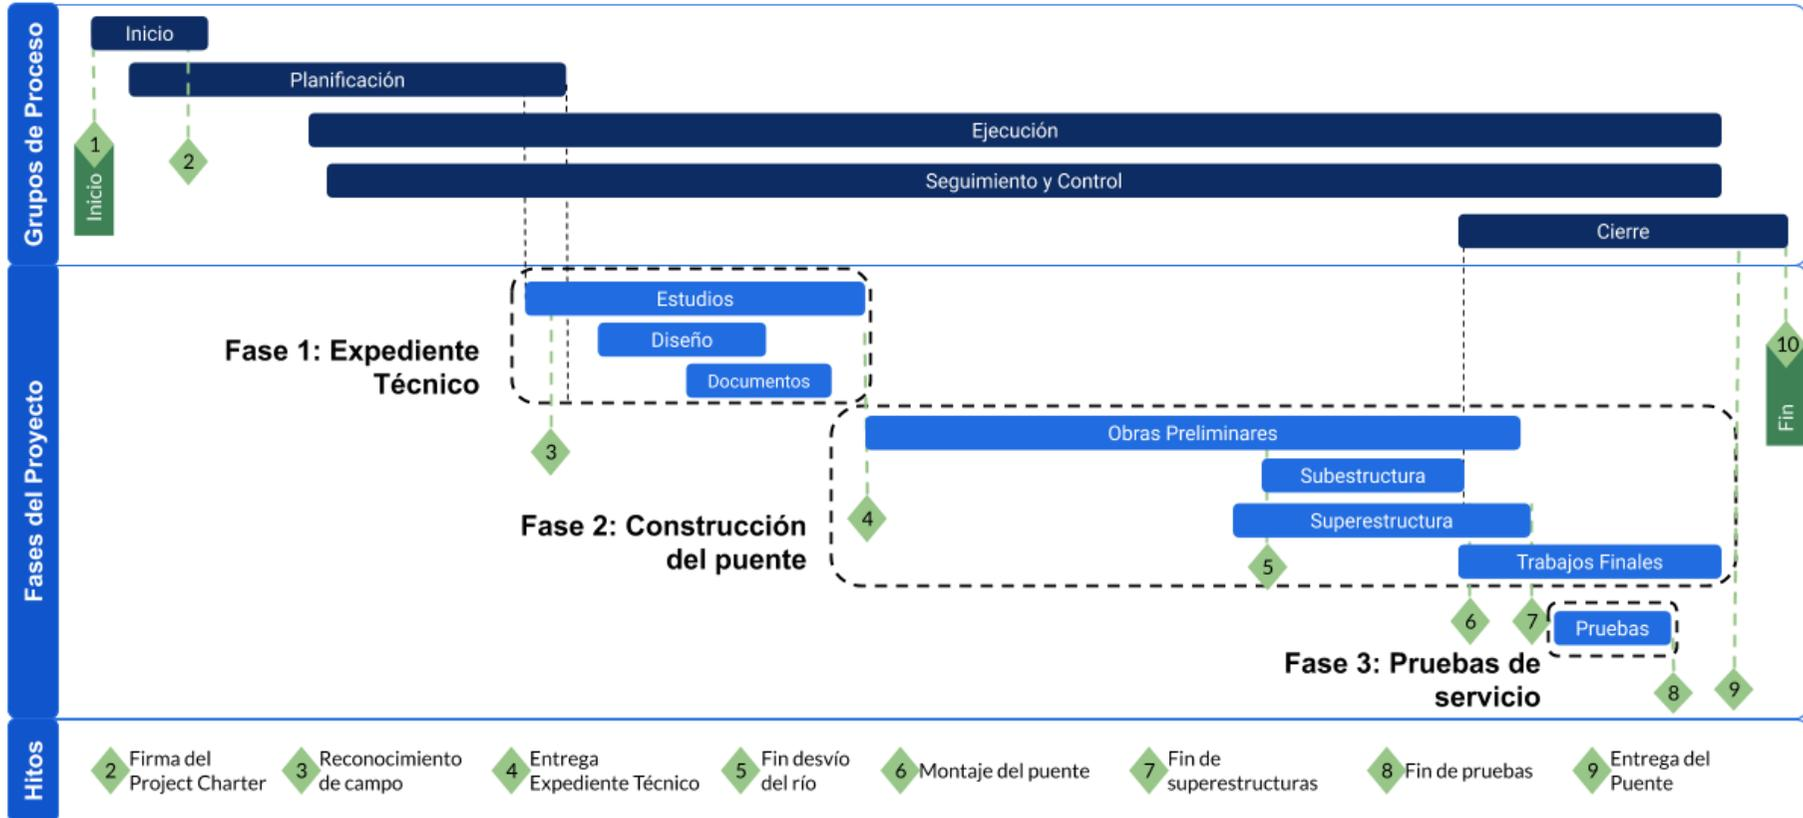 Grupos de Proceso
Inicio
Planificación
Ejecución
Seguimiento y Control
Cierre
1
Inicio
2
Fases del Proyecto
Fase 1: Expediente
Técnico
Estudios
Diseño
Documentos
3
10
Fin
Fase 2: Construcción
del puente
Obras Preliminares
Subestructura
Superestructura
Trabajos Finales
4
5
6
7
Pruebas
Fase 3: Pruebas de
servicio
8
9
Hitos
2 Firma del
Project Charter
3 Reconocimiento
de campo
4 Entrega
Expediente Técnico
5 Fin desvío
del río
6 Montaje del puente
7 Fin de
superestructuras
8 Fin de pruebas
9 Entrega del
Puente